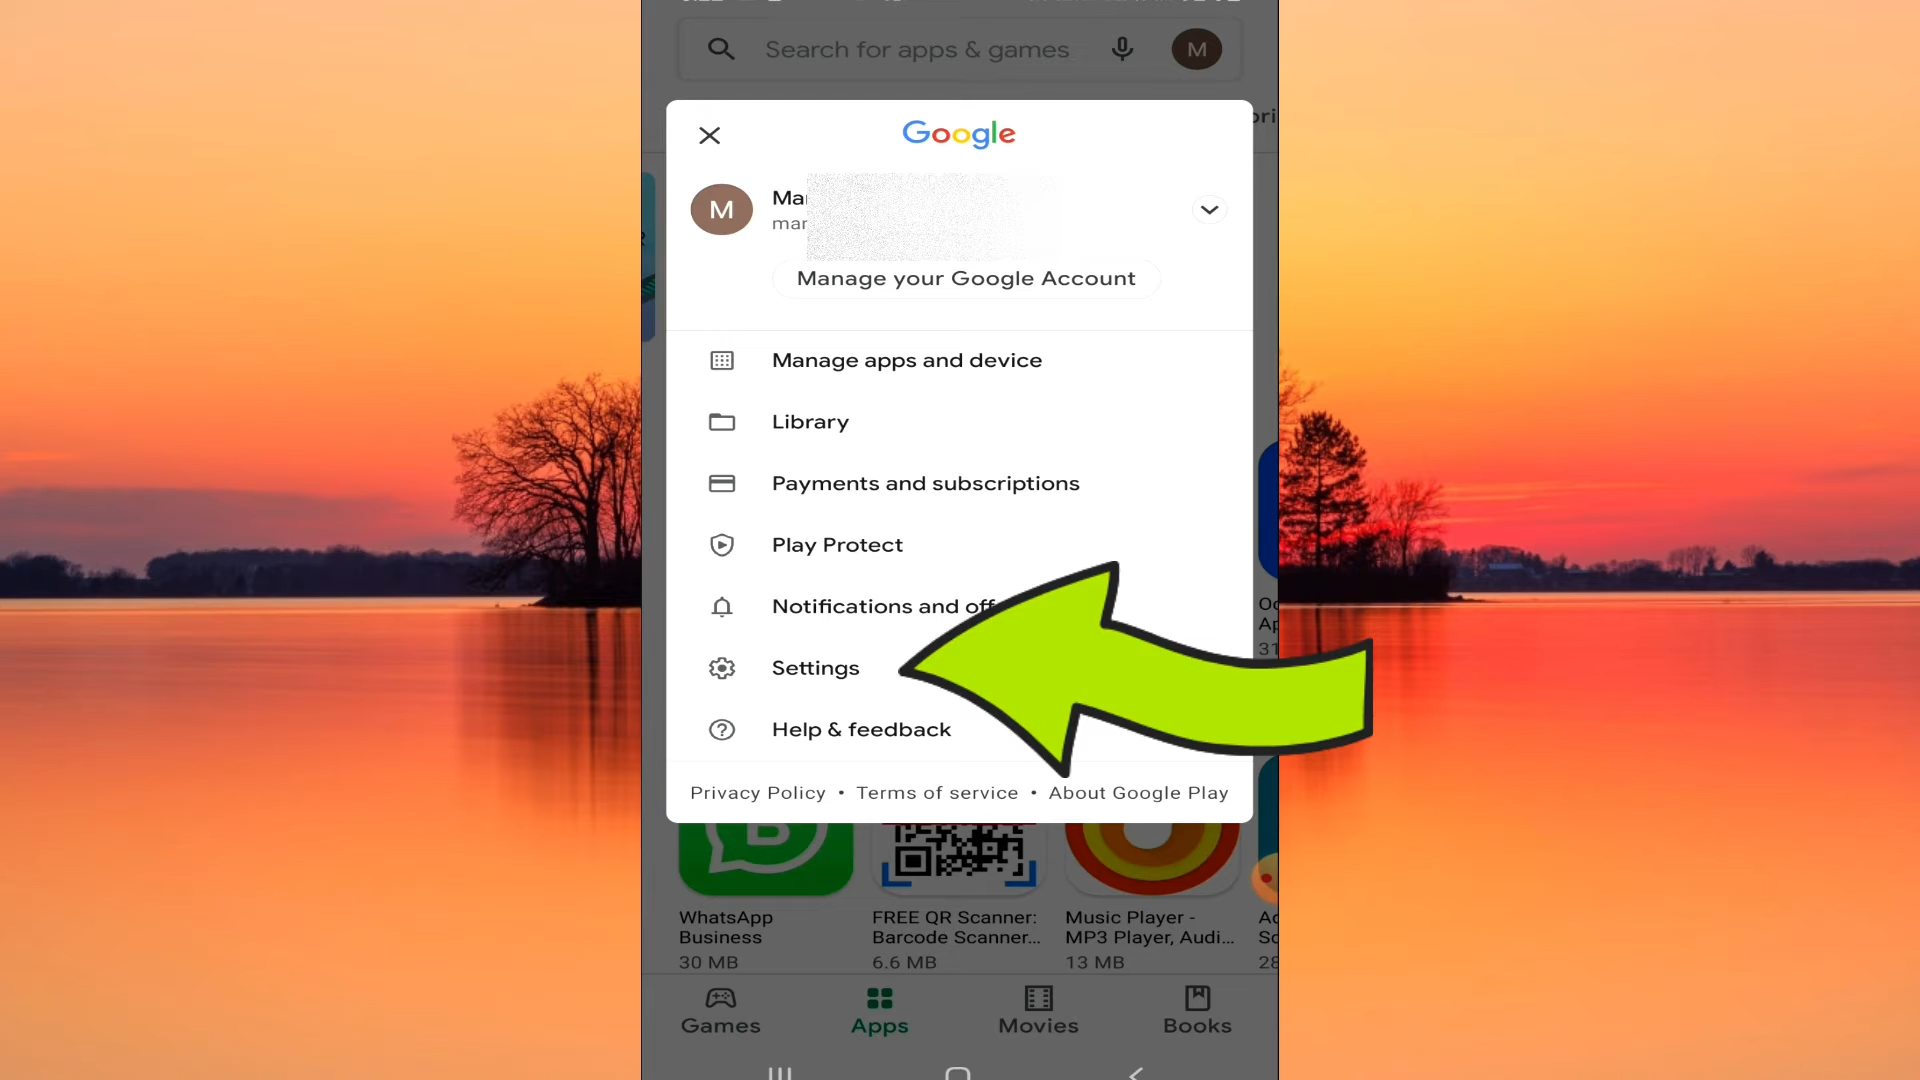 Search for apps & games
M
Google
M
Mar
mar
Manage your Google Account
Manage apps and device
Library
Payments and subscriptions
Play Protect
Notifications and off
Settings
Help & feedback
Privacy Policy • Terms of service • About Google Play
WhatsApp
Business
30 MB
FREE QR Scanner:
Barcode Scanner...
6.6 MB
Music Player -
MP3 Player, Audi...
13 MB
Games
Apps
Movies
Books